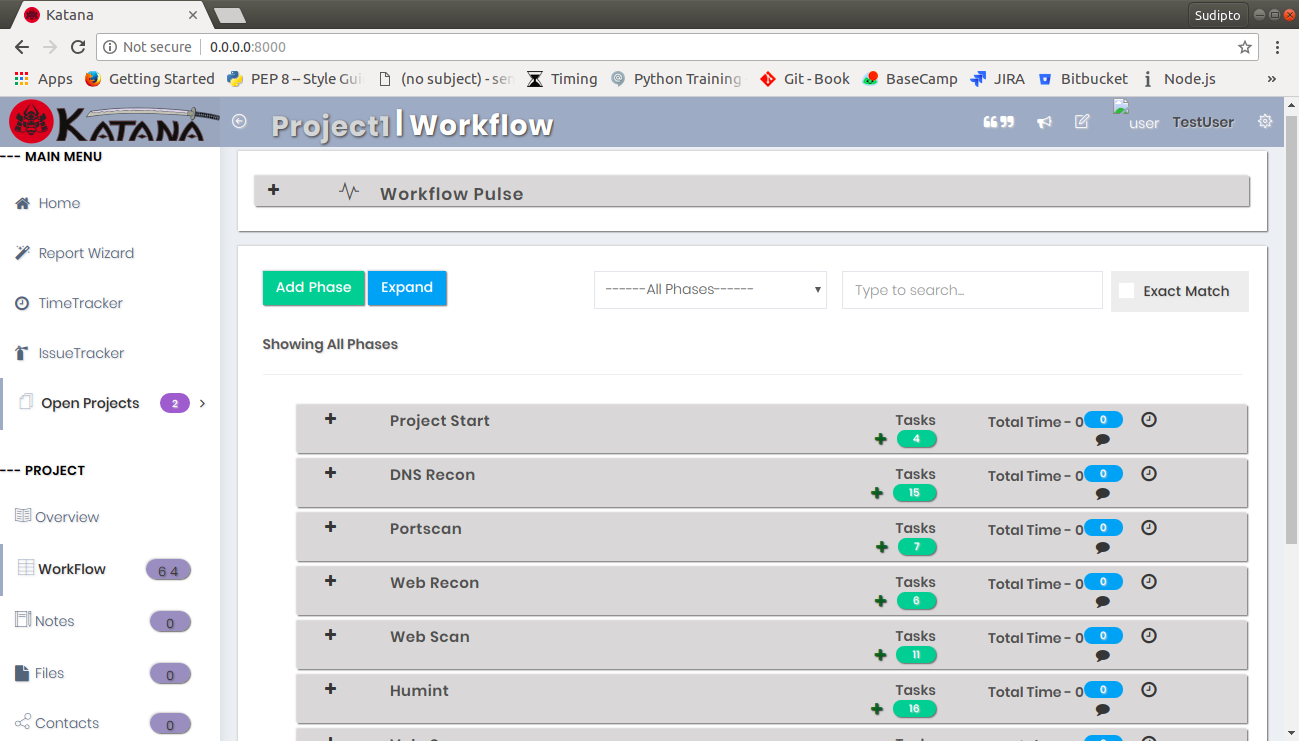 Katana
Sudipto
Not secure 0.0.0.0:8000
Apps Getting Started PEP 8 -- Style Gui (no subject) - sen Timing Python Training Git - Book BaseCamp JIRA Bitbucket Node.js »
KATANA Project1 | Workflow user TestUser
--- MAIN MENU
Home
Report Wizard
TimeTracker
IssueTracker
Open Projects 2
--- PROJECT
Overview
WorkFlow 6 4
Notes 0
Files 0
Contacts 0
Workflow Pulse
Add Phase Expand ------All Phases------ Type to search... Exact Match
Showing All Phases
Project Start Tasks Total Time - 0 0
4
DNS Recon Tasks Total Time - 0 0
15
Portscan Tasks Total Time - 0 0
7
Web Recon Tasks Total Time - 0 0
6
Web Scan Tasks Total Time - 0 0
11
Humint Tasks Total Time - 0 0
16